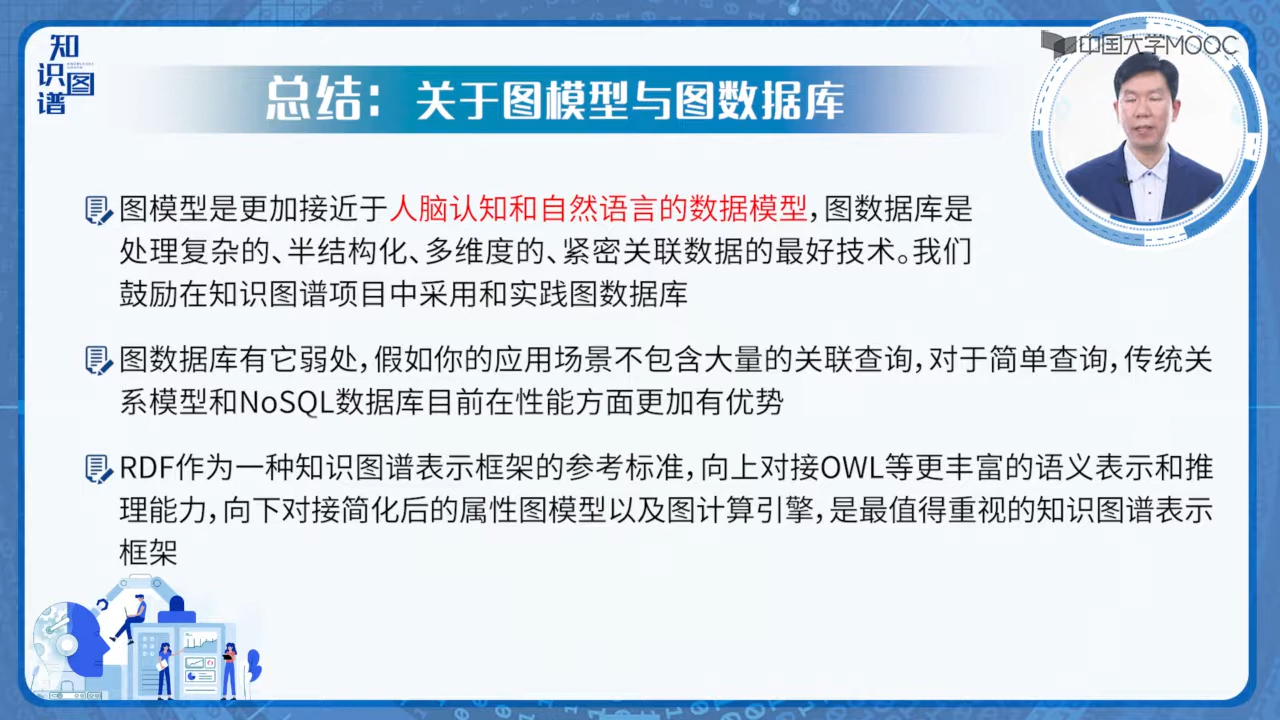 知识图谱
中国大学MOOC
总结：关于图模型与图数据库
图模型是更加接近于人脑认知和自然语言的数据模型，图数据库是
处理复杂的、半结构化、多维度的、紧密关联数据的最好技术。我们
鼓励在知识图谱项目中采用和实践图数据库
图数据库有它弱处，假如你的应用场景不包含大量的关联查询，对于简单查询，传统关
系模型和NoSQL数据库目前在性能方面更加有优势
RDF作为一种知识图谱表示框架的参考标准，向上对接OWL等更丰富的语义表示和推
理能力，向下对接简化后的属性图模型以及图计算引擎，是最值得重视的知识图谱表示
框架